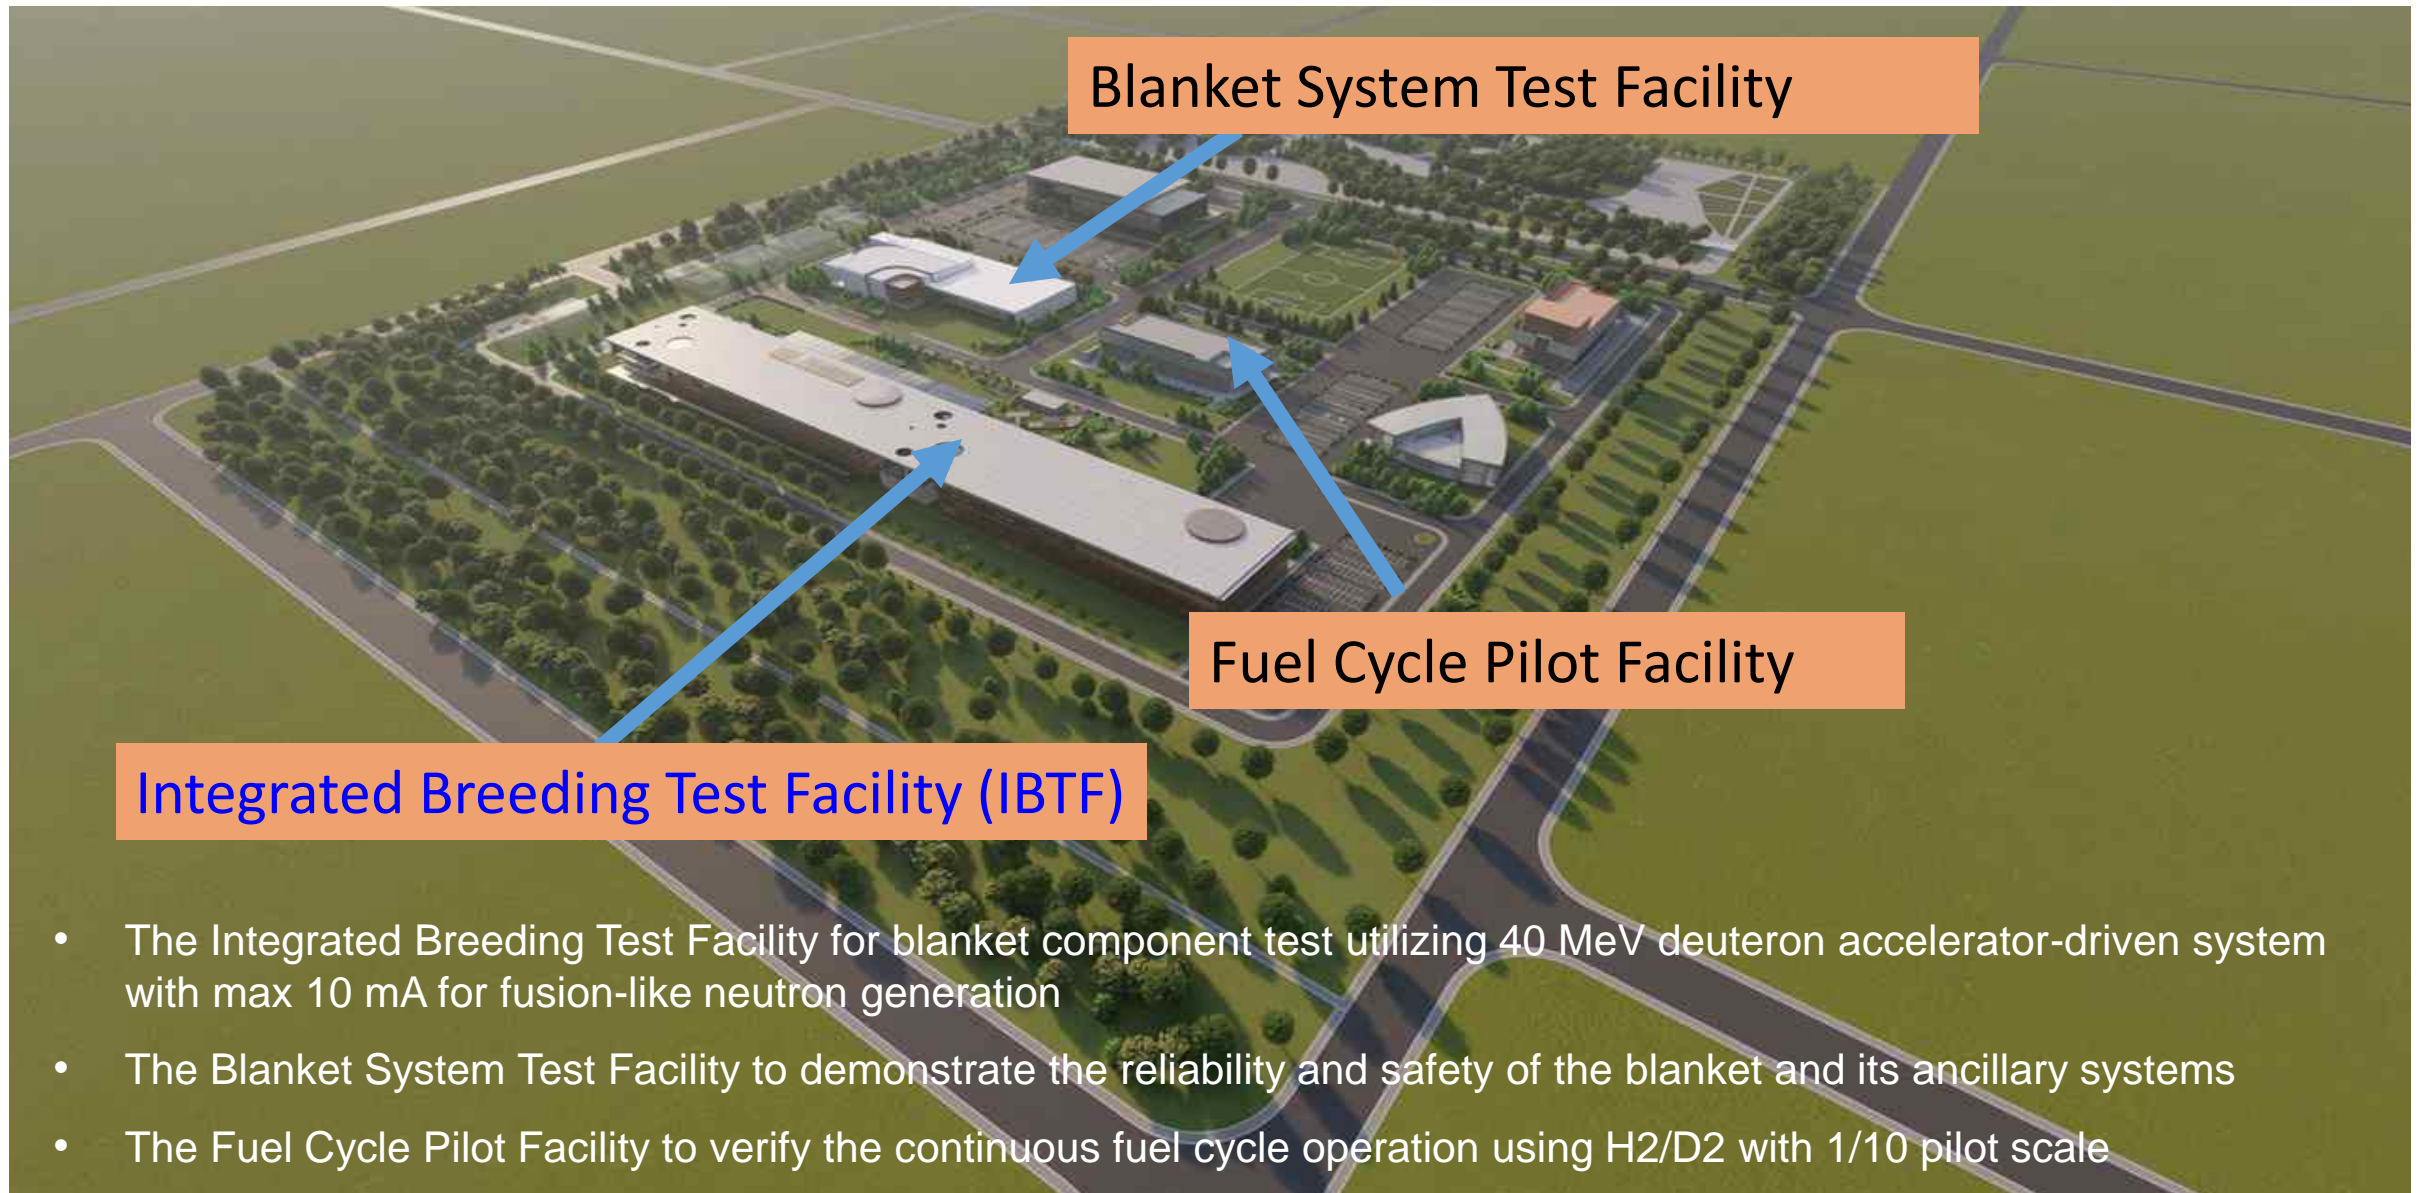 Blanket System Test Facility
Fuel Cycle Pilot Facility
Integrated Breeding Test Facility (IBTF)
• The Integrated Breeding Test Facility for blanket component test utilizing 40 MeV deuteron accelerator-driven system
with max 10 mA for fusion-like neutron generation
• The Blanket System Test Facility to demonstrate the reliability and safety of the blanket and its ancillary systems
• The Fuel Cycle Pilot Facility to verify the continuous fuel cycle operation using H2/D2 with 1/10 pilot scale